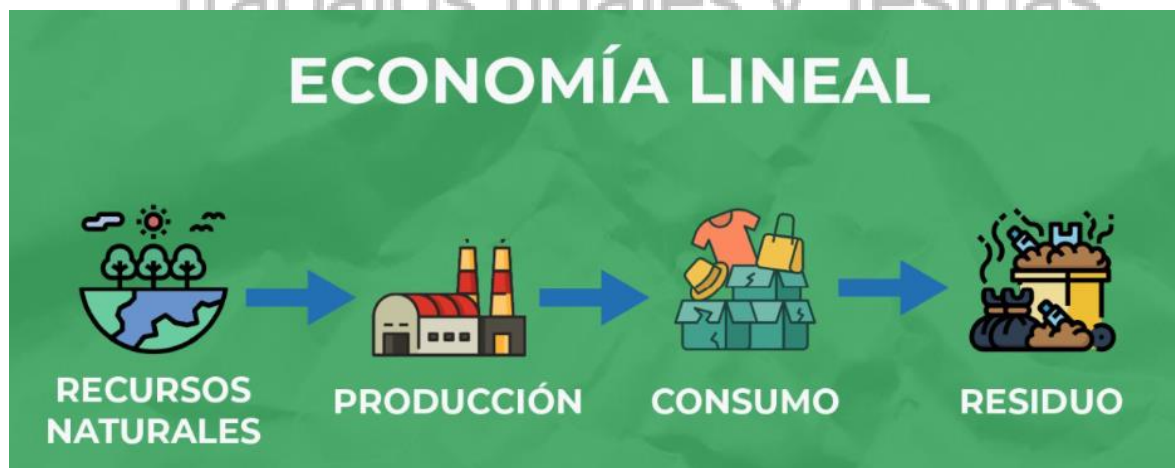 ECONOMÍA LINEAL
RECURSOS
NATURALES
PRODUCCIÓN
CONSUMO
RESIDUO